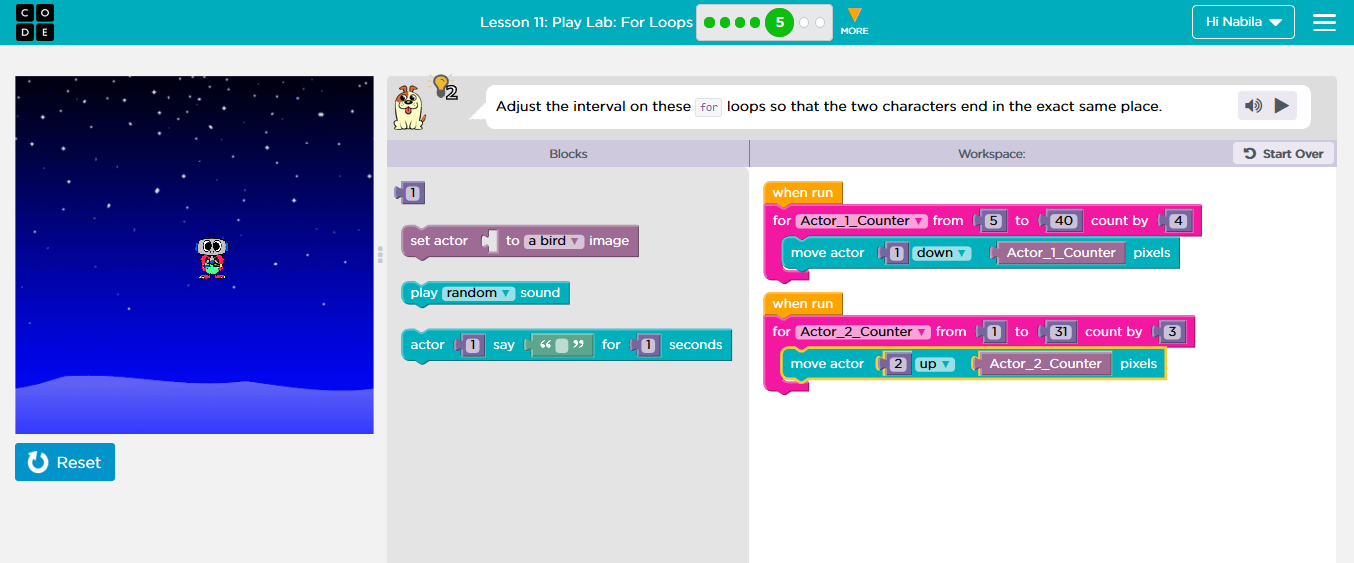 CO
DE
Lesson 11: Play Lab: For Loops
5
MORE
Hi Nabila
2
Adjust the interval on these for loops so that the two characters end in the exact same place.
Blocks
Workspace:
Start Over
1
set actor to a bird image
play random sound
actor 1 say “ ” for 1 seconds
when run
for Actor_1_Counter from 5 to 40 count by 4
move actor 1 down Actor_1_Counter pixels
when run
for Actor_2_Counter from 1 to 31 count by 3
move actor 2 up Actor_2_Counter pixels
Reset